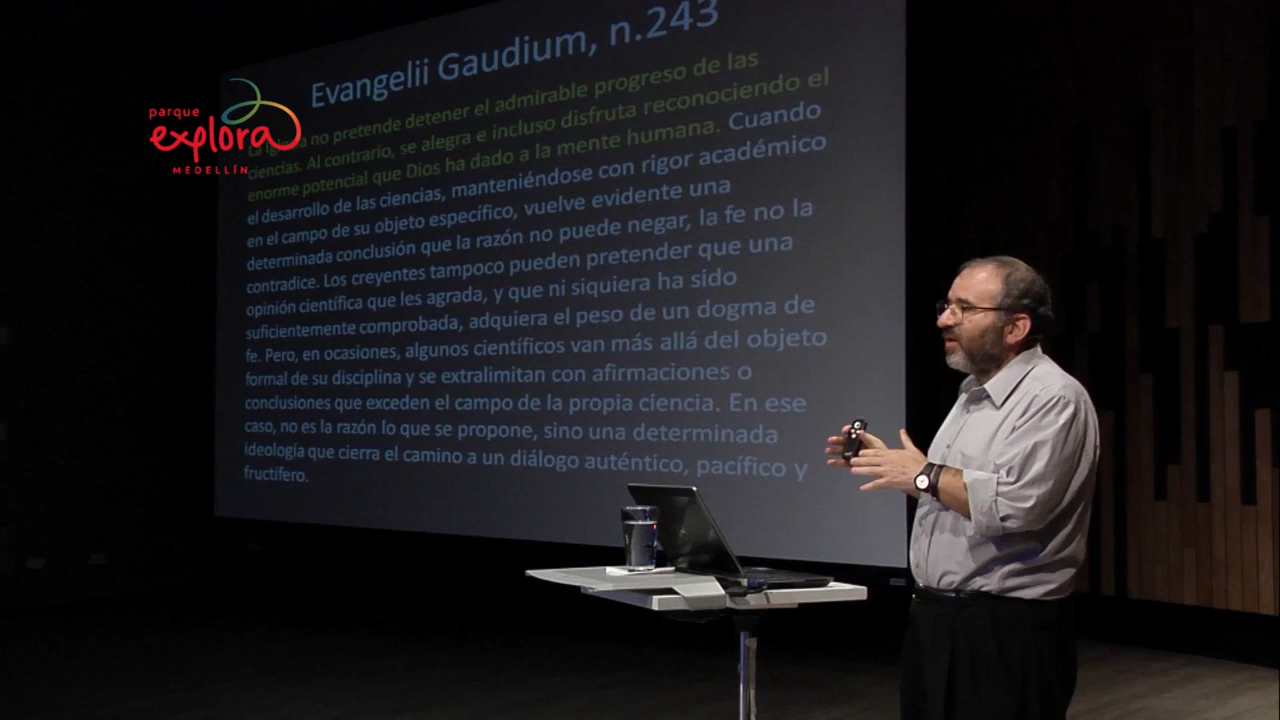 Evangelii Gaudium, n.243
parque
explora
MEDELLÍN
no pretende detener el admirable progreso de las
ciencias. Al contrario, se alegra e incluso disfruta reconociendo el
enorme potencial que Dios ha dado a la mente humana. Cuando
el desarrollo de las ciencias, manteniéndose con rigor académico
en el campo de su objeto específico, vuelve evidente una
determinada conclusión que la razón no puede negar, la fe no la
contradice. Los creyentes tampoco pueden pretender que una
opinión científica que les agrada, y que ni siquiera ha sido
suficientemente comprobada, adquiera el peso de un dogma de
fe. Pero, en ocasiones, algunos científicos van más allá del objeto
formal de su disciplina y se extralimitan con afirmaciones o
conclusiones que exceden el campo de la propia ciencia. En ese
caso, no es la razón lo que se propone, sino una determinada
ideología que cierra el camino a un diálogo auténtico, pacífico y
fructífero.